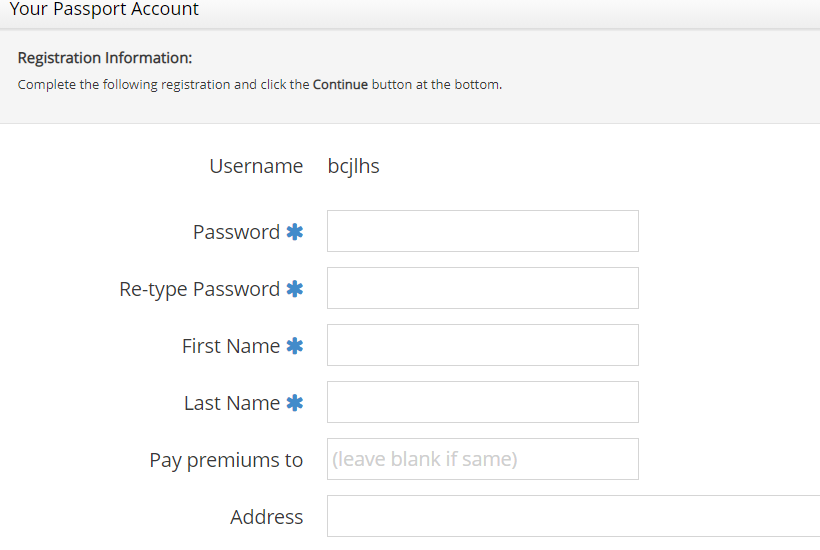 Your Passport Account
Registration Information:
Complete the following registration and click the Continue button at the bottom.
Username bcjlhs
Password ✱
Re-type Password ✱
First Name ✱
Last Name ✱
Pay premiums to (leave blank if same)
Address